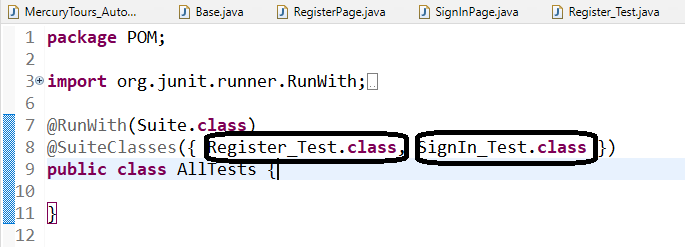 MercuryTours_Auto... Base.java RegisterPage.java SignInPage.java Register_Test.java
1 package POM;
2
3 import org.junit.runner.RunWith;
6
7 @RunWith(Suite.class)
8 @SuiteClasses({ Register_Test.class, SignIn_Test.class })
9 public class AllTests {
10
11 }
12